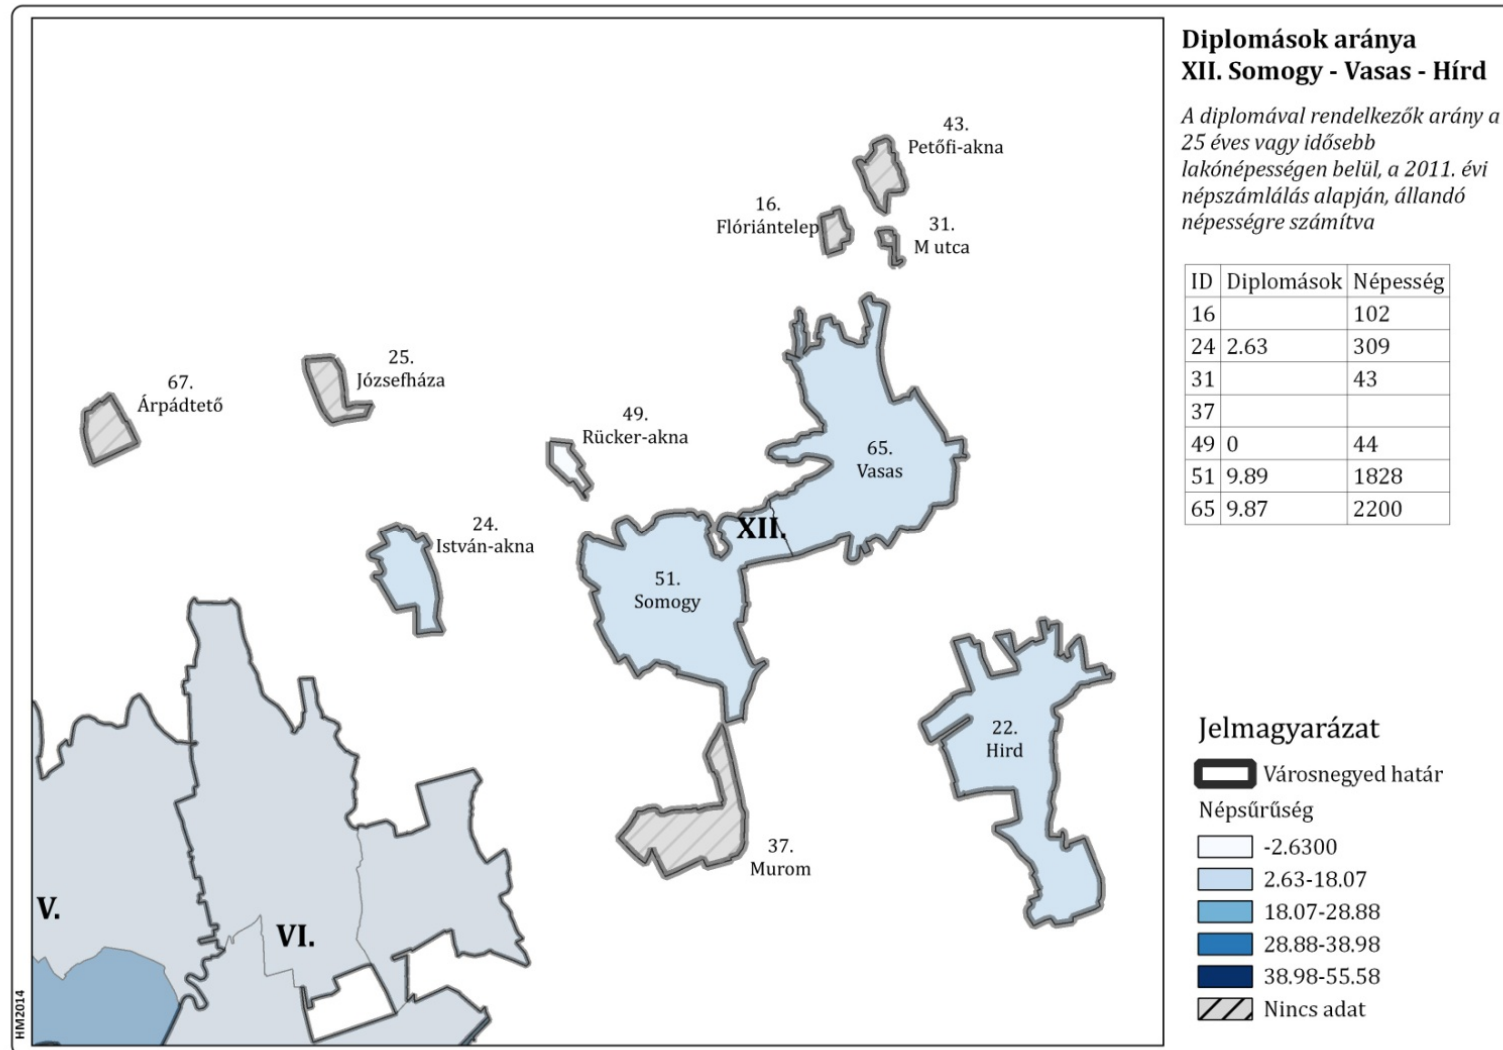 Diplomások aránya
XII. Somogy - Vasas - Hírd
A diplomával rendelkezők arány a
25 éves vagy idősebb
lakónépességen belül, a 2011. évi
népszámlálás alapján, állandó
népességre számítva
ID Diplomások Népesség
16 102
24 2.63 309
31 43
37
49 0 44
51 9.89 1828
65 9.87 2200
Jelmagyarázat
Városnegyed határ
Népsűrűség
-2.6300
2.63-18.07
18.07-28.88
28.88-38.98
38.98-55.58
Nincs adat
43.
Petőfi-akna
16.
Flóriántelep
31.
M utca
25.
Józsefháza
67.
Árpádtető
49.
Rücker-akna
65.
Vasas
24.
István-akna
XII.
51.
Somogy
22.
Hird
37.
Murom
V.
VI.
HM2014